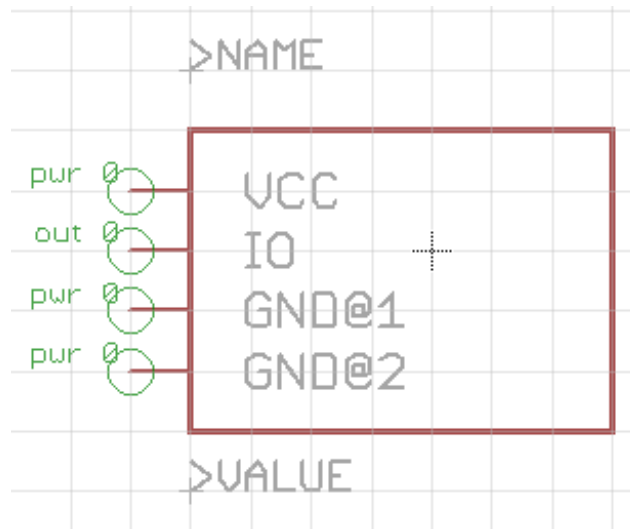 >NAME
pwr 0 VCC
out 0 IO
pwr 0 GND@1
pwr 0 GND@2
>VALUE